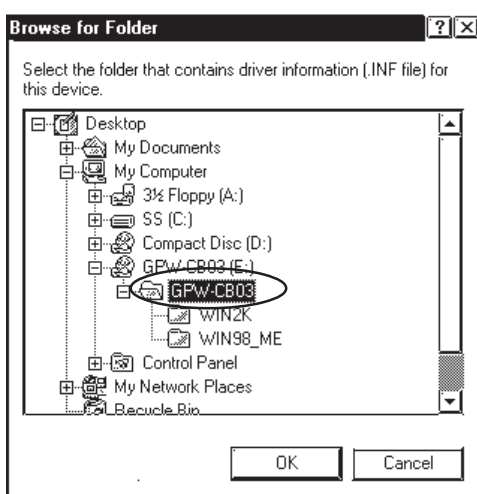 Browse for Folder
Select the folder that contains driver information (.INF file) for
this device.
Desktop
My Documents
My Computer
3½ Floppy (A:)
SS (C:)
Compact Disc (D:)
GPW-CB03 (E:)
GPW-CB03
WIN2K
WIN98_ME
Control Panel
My Network Places
Recycle Bin
OK Cancel